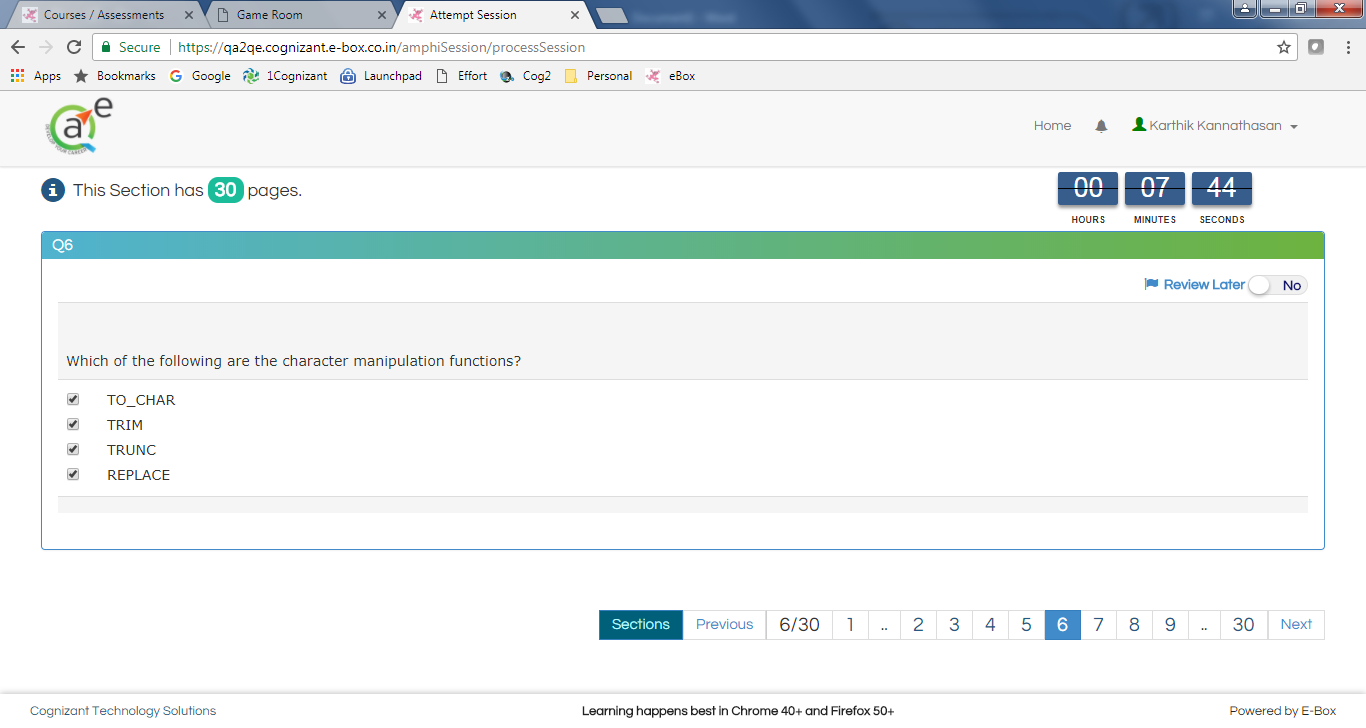 Courses / Assessments
Game Room
Attempt Session
Secure
https://qa2qe.cognizant.e-box.co.in/amphiSession/processSession
Apps
Bookmarks
Google
1Cognizant
Launchpad
Effort
Cog2
Personal
eBox
a e
Home
Karthik Kannathasan
This Section has 30 pages.
00 07 44
HOURS MINUTES SECONDS
Q6
Review Later No
Which of the following are the character manipulation functions?
TO_CHAR
TRIM
TRUNC
REPLACE
Sections Previous 6/30 1 .. 2 3 4 5 6 7 8 9 .. 30 Next
Cognizant Technology Solutions
Learning happens best in Chrome 40+ and Firefox 50+
Powered by E-Box